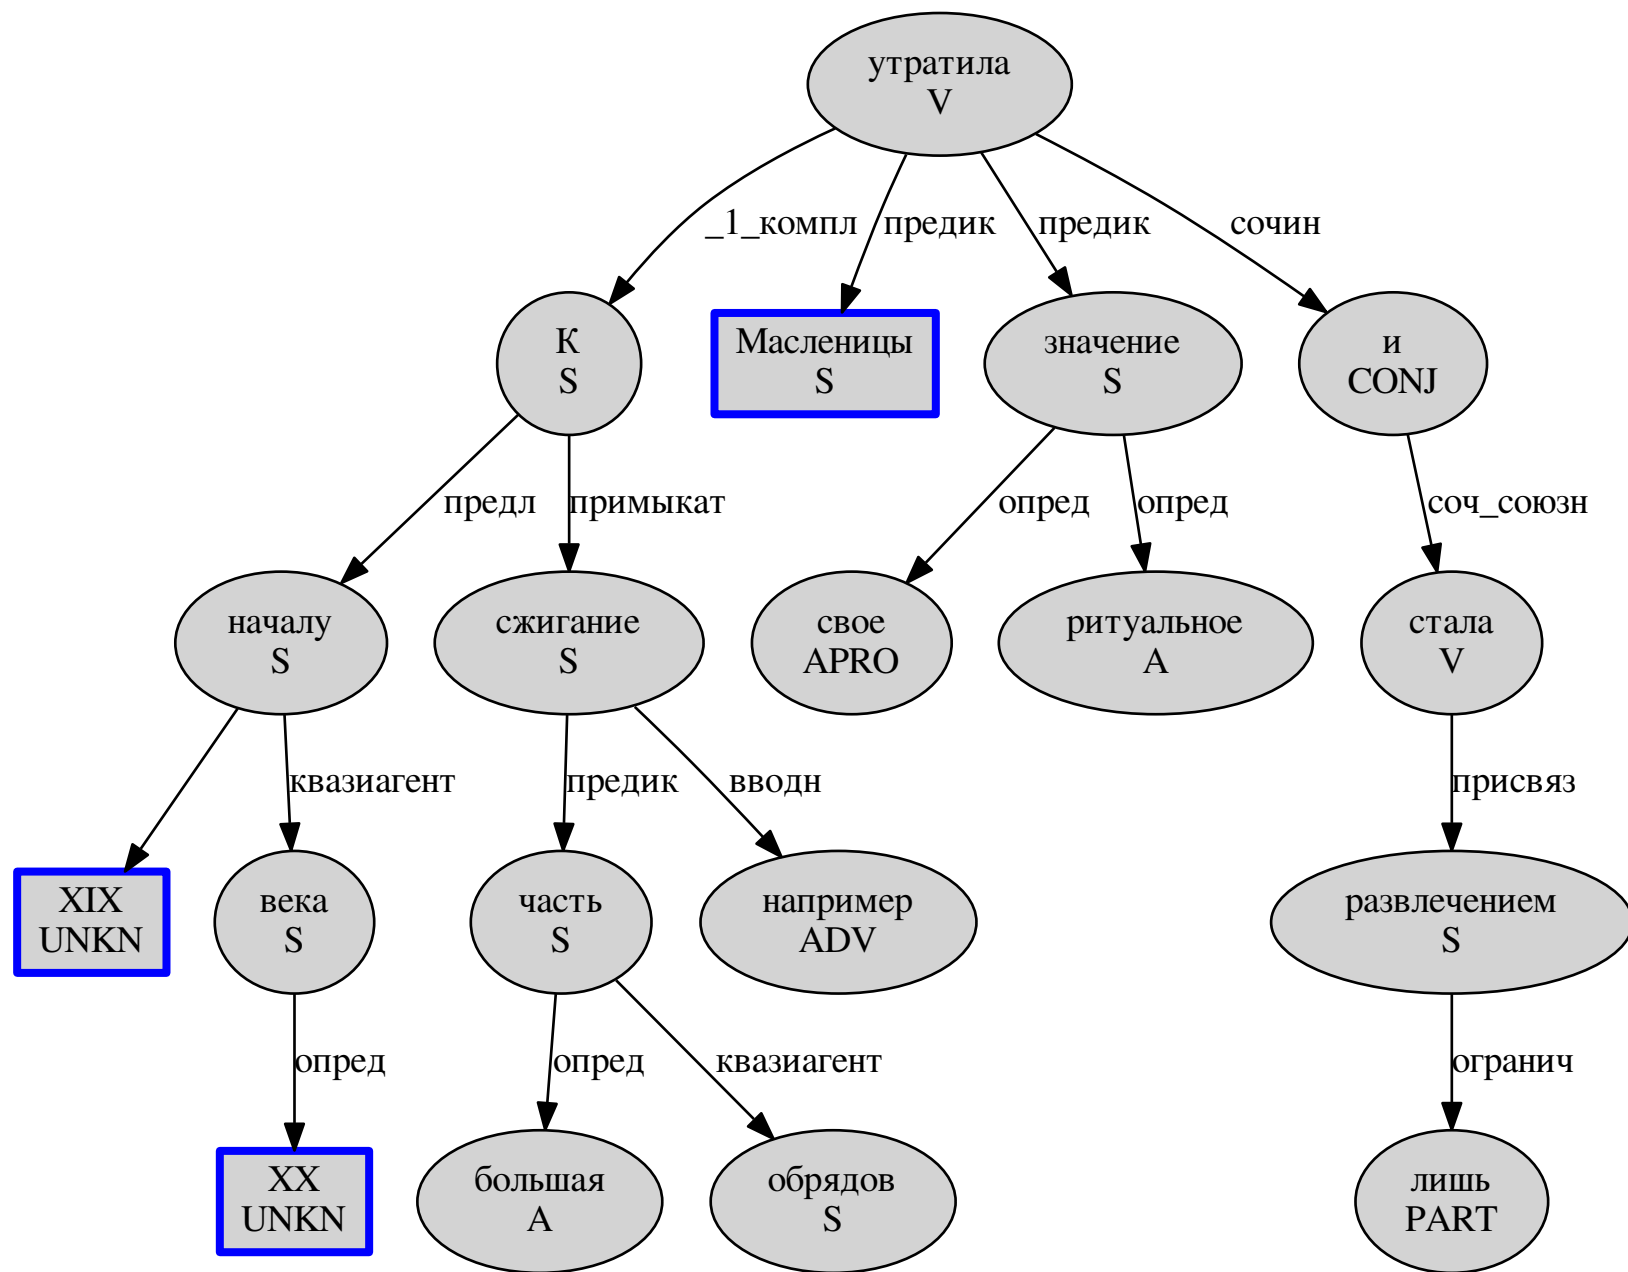 утратила
V
_1_компл
предик
предик
сочин
К
S
Масленицы
S
значение
S
и
CONJ
предл
примыкат
опред
опред
соч_союзн
началу
S
сжигание
S
свое
APRO
ритуальное
A
стала
V
квазиагент
предик
вводн
присвяз
XIX
UNKN
века
S
часть
S
например
ADV
развлечением
S
опред
опред
квазиагент
огранич
XX
UNKN
большая
A
обрядов
S
лишь
PART